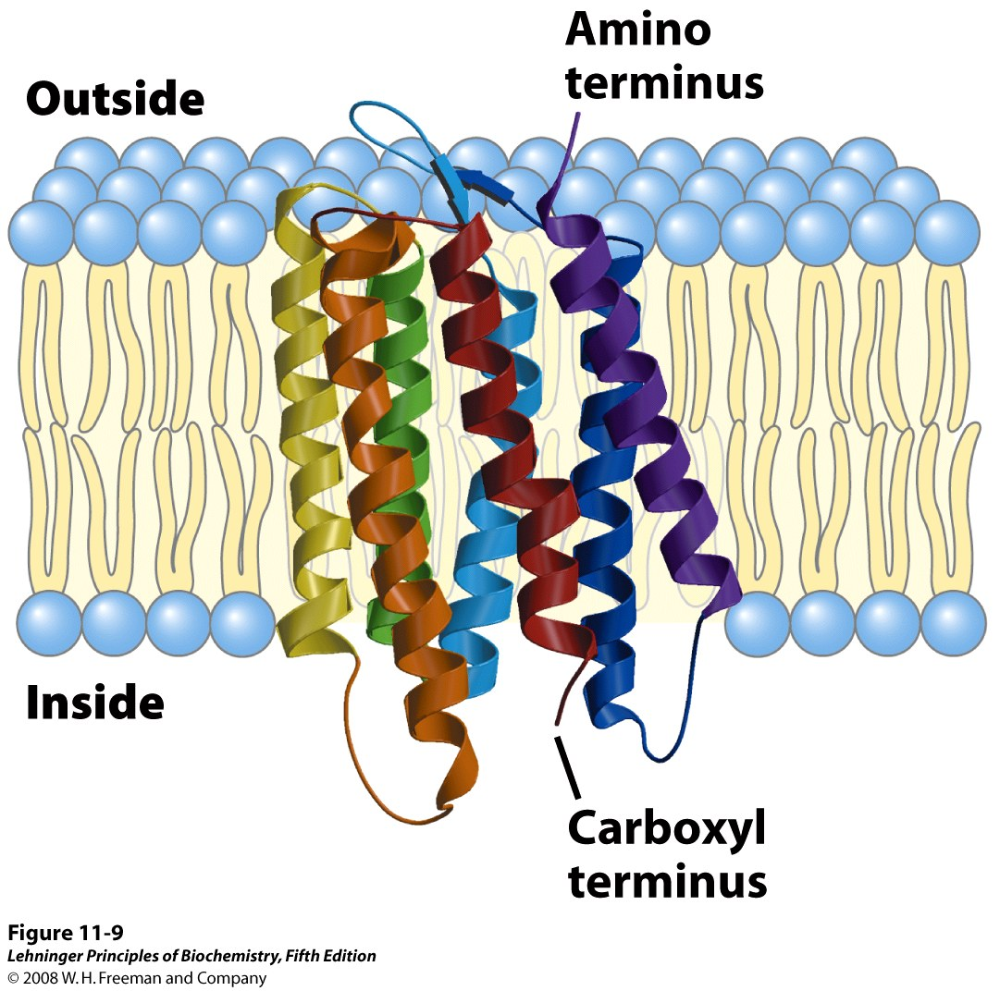 Amino
terminus
Outside
Inside
Carboxyl
terminus
Figure 11-9
Lehninger Principles of Biochemistry, Fifth Edition
© 2008 W. H. Freeman and Company